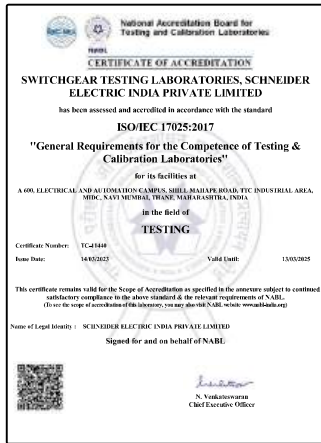 National Accreditation Board for
Testing and Calibration Laboratories
NABL
CERTIFICATE OF ACCREDITATION
SWITCHGEAR TESTING LABORATORIES, SCHNEIDER
ELECTRIC INDIA PRIVATE LIMITED
has been assessed and accredited in accordance with the standard
ISO/IEC 17025:2017
"General Requirements for the Competence of Testing &
Calibration Laboratories"
for its facilities at
A 600, ELECTRICAL AND AUTOMATION CAMPUS, SHILL MAHAPE ROAD, TTC INDUSTRIAL AREA,
MIDC, NAVI MUMBAI, THANE, MAHARASHTRA, INDIA
in the field of
TESTING
Certificate Number: TC-11440
Issue Date: 14/03/2023 Valid Until: 13/03/2025
This certificate remains valid for the Scope of Accreditation as specified in the annexure subject to continued
satisfactory compliance to the above standard & the relevant requirements of NABL.
(To see the scope of accreditation of this laboratory, you may also visit NABL website www.nabl-india.org)
Name of Legal Identity : SCHNEIDER ELECTRIC INDIA PRIVATE LIMITED
Signed for and on behalf of NABL
N. Venkateswaran
Chief Executive Officer